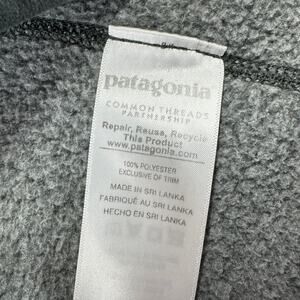 patagonia®
COMMON THREADS
PARTNERSHIP
Repair, Reuse, Recycle
This Product
www.patagonia.com
100% POLYESTER
EXCLUSIVE OF TRIM
MADE IN SRI LANKA
FABRIQUÉ AU SRI LANKA
HECHO EN SRI LANKA